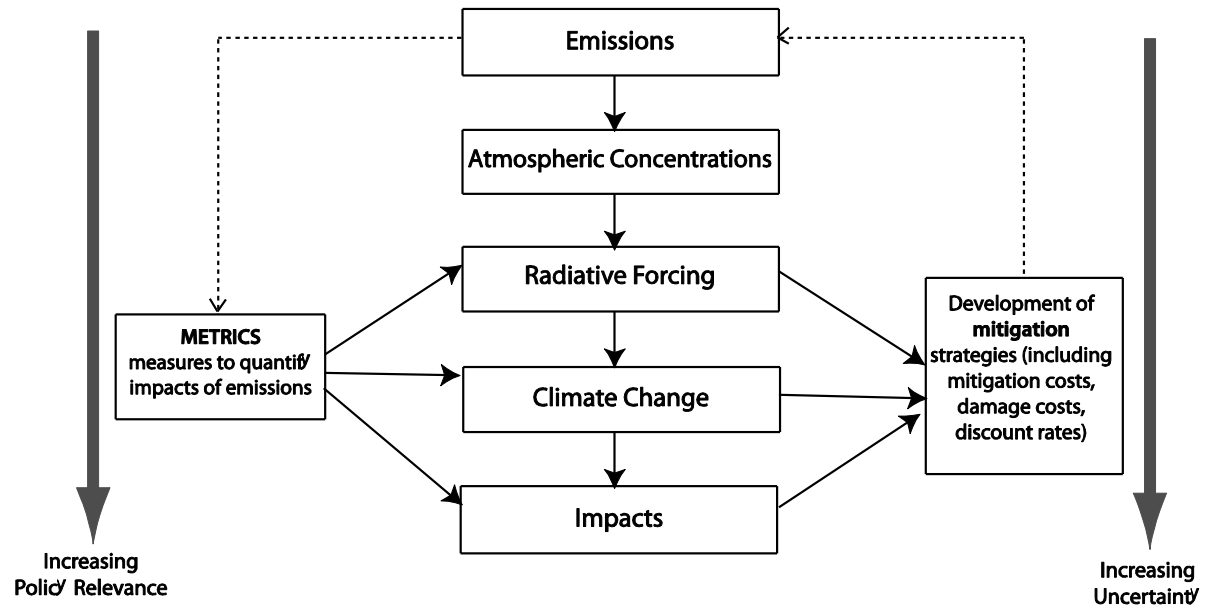 Emissions
Atmospheric Concentrations
Radiative Forcing
METRICS
measures to quantify
impacts of emissions
Climate Change
Impacts
Development of
mitigation
strategies (including
mitigation costs,
damage costs,
discount rates)
Increasing
Policy Relevance
Increasing
Uncertainty